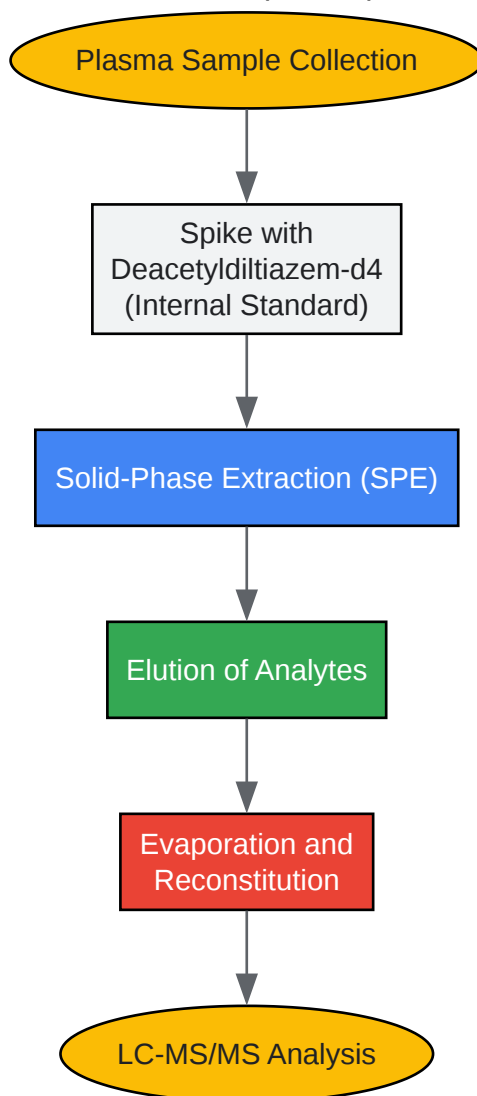 Plasma Sample Collection
Spike with
Deacetyldiltiazem-d4
(Internal Standard)
Solid-Phase Extraction (SPE)
Elution of Analytes
Evaporation and
Reconstitution
LC-MS/MS Analysis